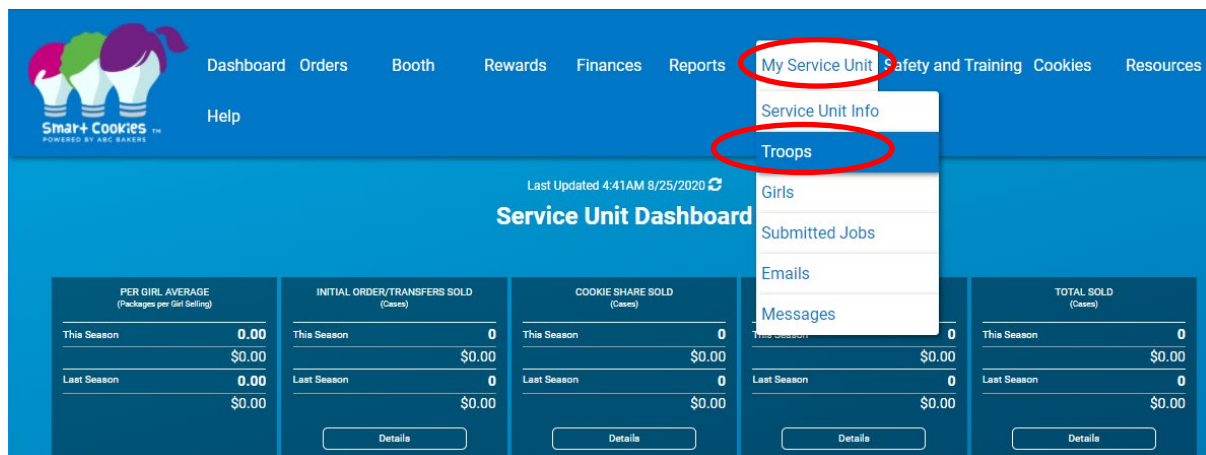 Dashboard Orders Booth Rewards Finances Reports My Service Unit Safety and Training Cookies Resources
Help
Smart Cookies TM
POWERED BY ABC BAKERS
Service Unit Info
Troops
Girls
Submitted Jobs
Emails
Messages
Last Updated 4:41AM 8/25/2020
Service Unit Dashboard
PER GIRL AVERAGE
(Packages per Girl Selling)
This Season 0.00
$0.00
Last Season 0.00
$0.00
INITIAL ORDER/TRANSFERS SOLD
(Cases)
This Season 0
$0.00
Last Season 0
$0.00
Details
COOKIE SHARE SOLD
(Cases)
This Season 0
$0.00
Last Season 0
$0.00
Details
This Season 0
$0.00
Last Season 0
$0.00
Details
TOTAL SOLD
(Cases)
This Season 0
$0.00
Last Season 0
$0.00
Details